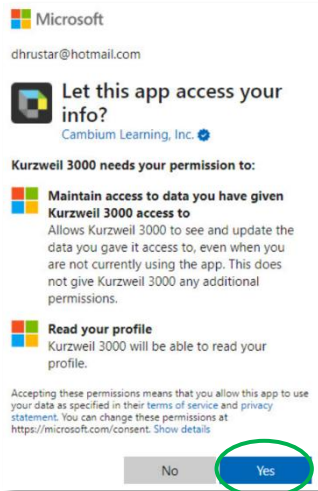 Microsoft
dhrustar@hotmail.com
Let this app access your
info?
Cambium Learning, Inc.
Kurzweil 3000 needs your permission to:
Maintain access to data you have given
Kurzweil 3000 access to
Allows Kurzweil 3000 to see and update the
data you gave it access to, even when you
are not currently using the app. This does
not give Kurzweil 3000 any additional
permissions.
Read your profile
Kurzweil 3000 will be able to read your
profile.
Accepting these permissions means that you allow this app to use
your data as specified in their terms of service and privacy
statement. You can change these permissions at
https://microsoft.com/consent. Show details
No
Yes